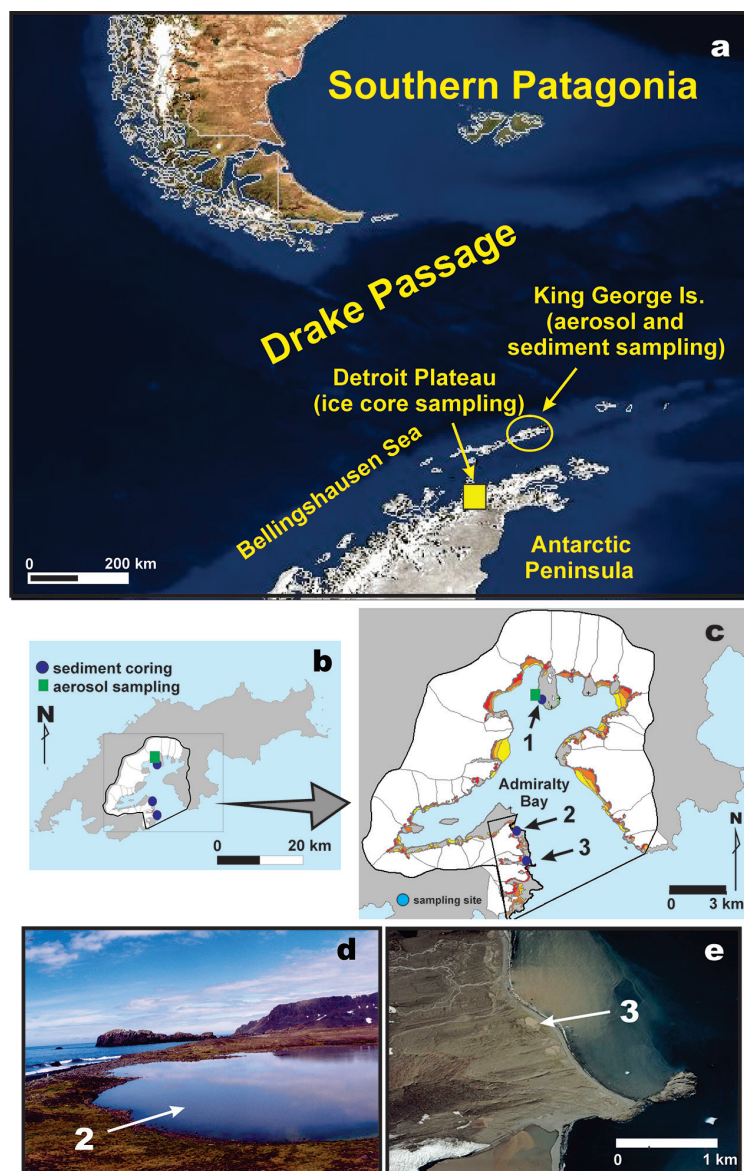 a
Southern Patagonia
Drake Passage
King George Is.
(aerosol and
sediment sampling)
Detroit Plateau
(ice core sampling)
Bellingshausen Sea
Antarctic
Peninsula
0 200 km
b
sediment coring
aerosol sampling
N
0 20 km
c
1
Admiralty
Bay
2
3
N
sampling site
0 3 km
d
2
e
3
0 1 km